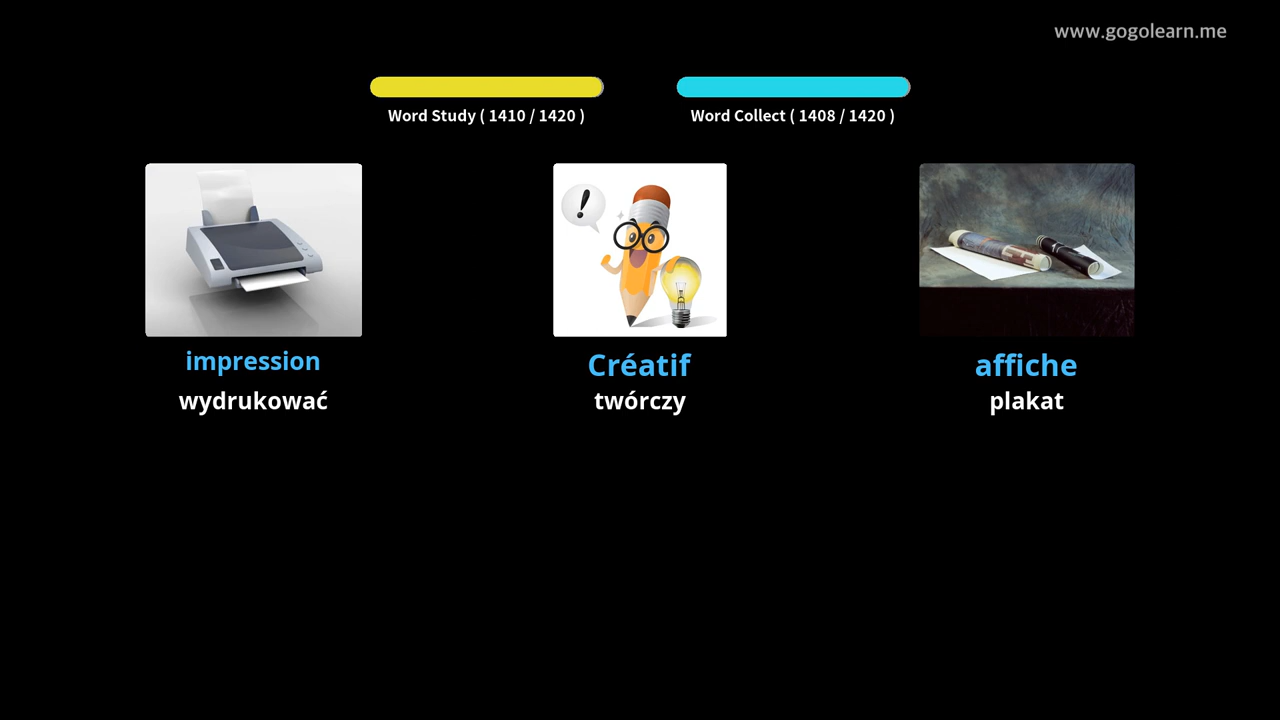 www.gogolearn.me
Word Study ( 1410 / 1420 )
Word Collect ( 1408 / 1420 )
!
impression
Créatif
affiche
wydrukować
twórczy
plakat